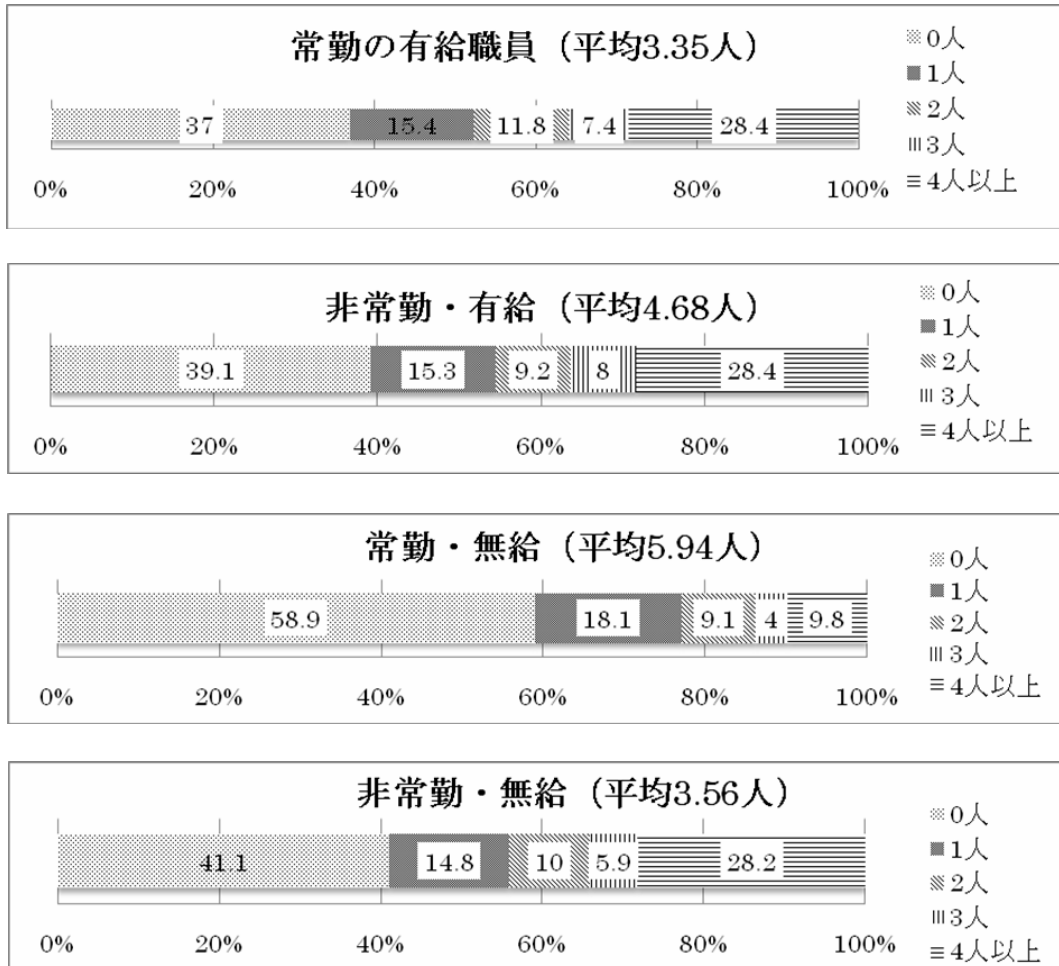 常勤の有給職員（平均3.35人）
37 15.4 11.8 7.4 28.4
0% 20% 40% 60% 80% 100%
0人
1人
2人
3人
4人以上
非常勤・有給（平均4.68人）
39.1 15.3 9.2 8 28.4
0% 20% 40% 60% 80% 100%
0人
1人
2人
3人
4人以上
常勤・無給（平均5.94人）
58.9 18.1 9.1 4 9.8
0% 20% 40% 60% 80% 100%
0人
1人
2人
3人
4人以上
非常勤・無給（平均3.56人）
41.1 14.8 10 5.9 28.2
0% 20% 40% 60% 80% 100%
0人
1人
2人
3人
4人以上